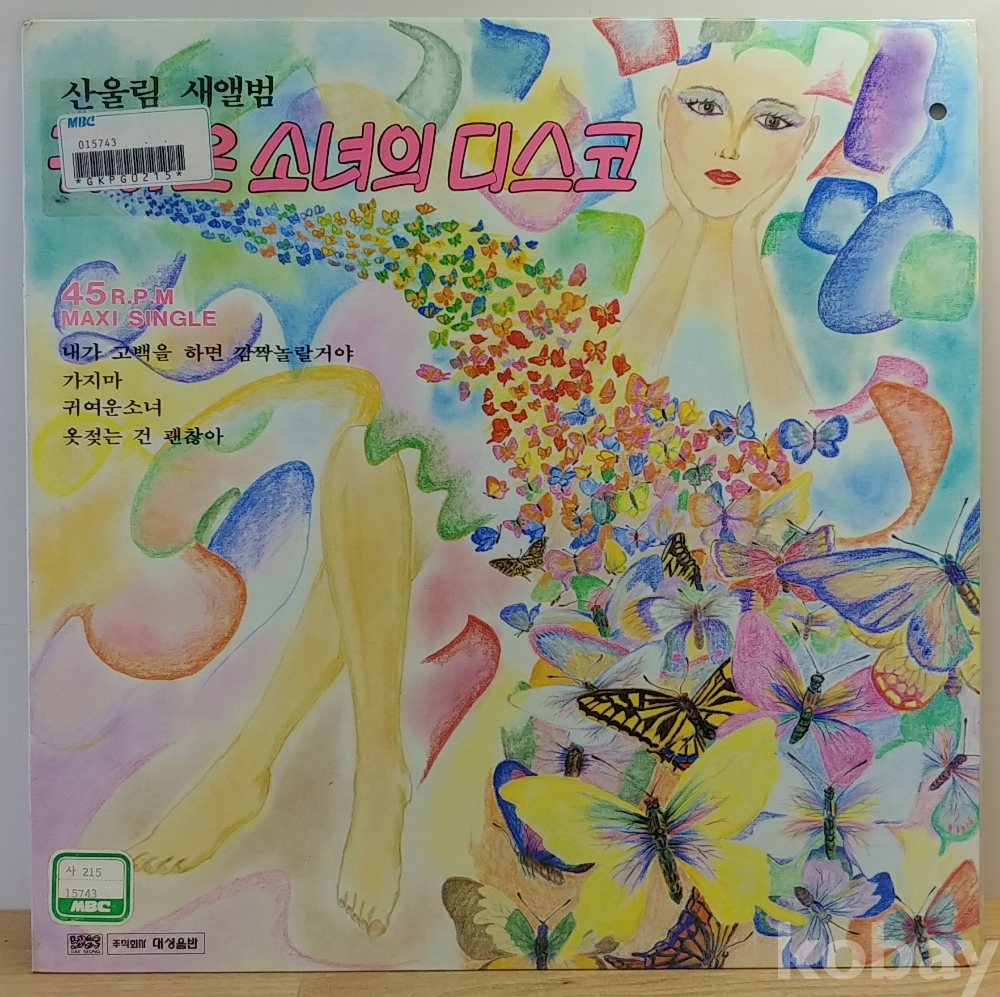 산울림 새앨범
소녀의 디스코
MBC
015743
*GKPG0215*
45 R.P.M
MAXI SINGLE
내가 고백을 하면 깜짝놀랄거야
가지마
귀여운소녀
옷젖는 건 괜찮아
사 215
15743
MBC
DAE SEONG
주식회사 대성음반
kobay